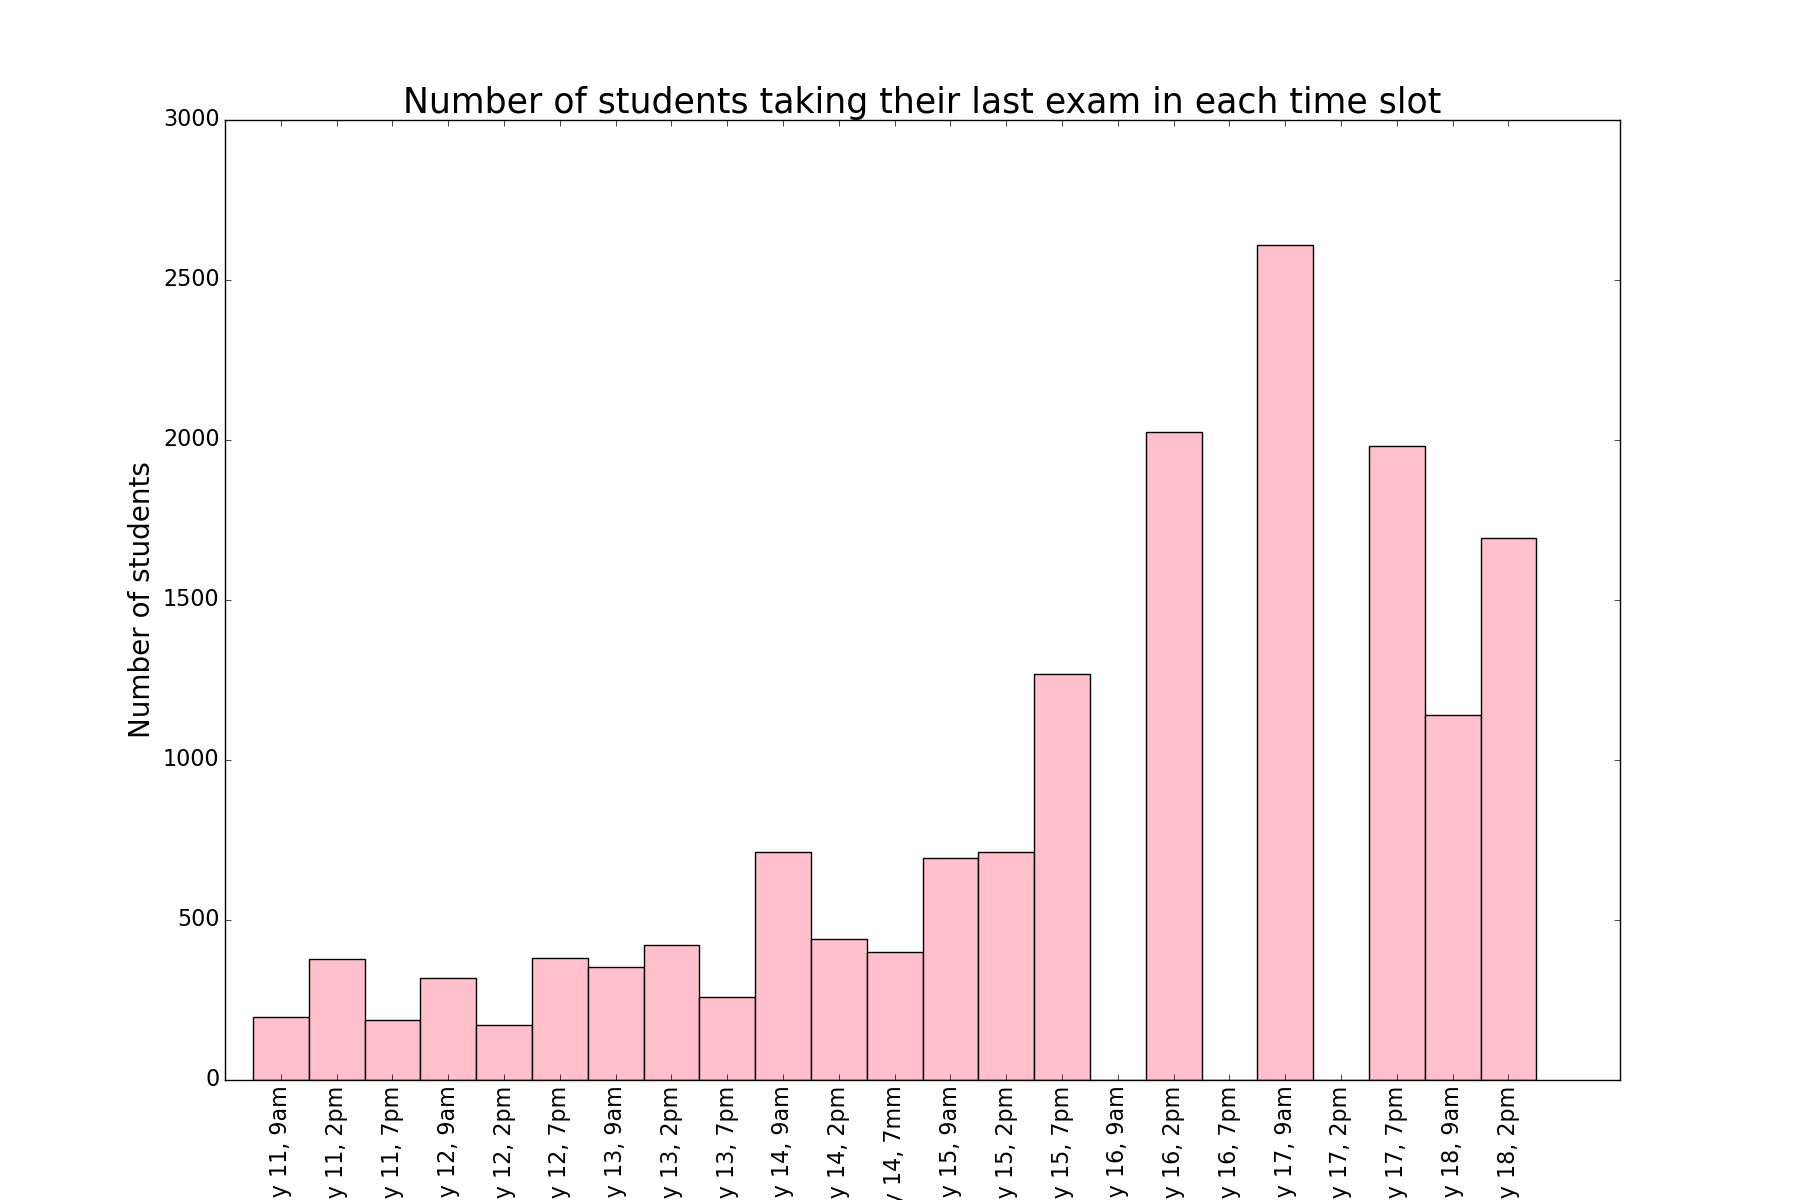 Number of students taking their last exam in each time slot
Number of students
3000
2500
2000
1500
1000
500
0
y 11, 9am
y 11, 2pm
y 11, 7pm
y 12, 9am
y 12, 2pm
y 12, 7pm
y 13, 9am
y 13, 2pm
y 13, 7pm
y 14, 9am
y 14, 2pm
y 14, 7mm
y 15, 9am
y 15, 2pm
y 15, 7pm
y 16, 9am
y 16, 2pm
y 16, 7pm
y 17, 9am
y 17, 2pm
y 17, 7pm
y 18, 9am
y 18, 2pm